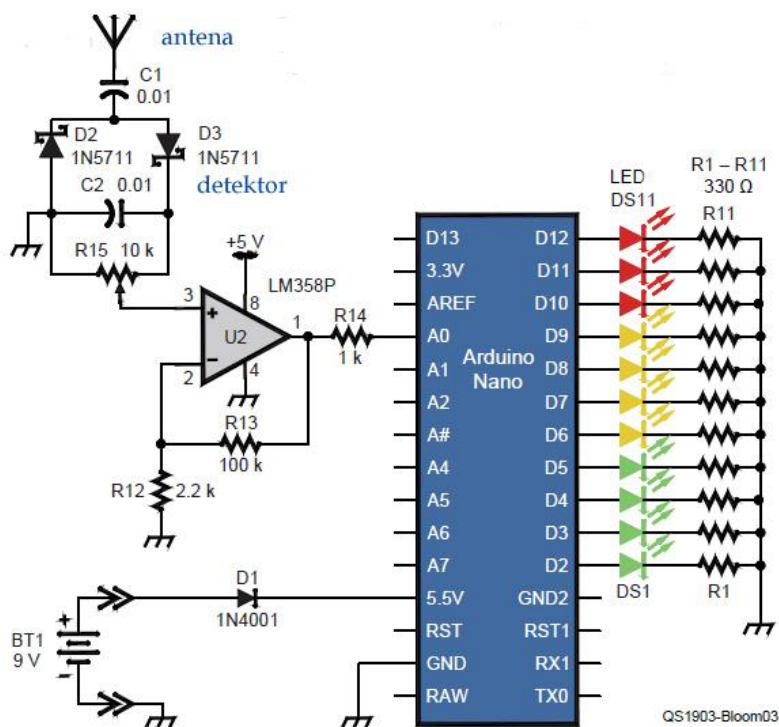 antena
C1
0.01
D2
1N5711
D3
1N5711
detektor
C2 0.01
R15 10 k
+5 V
LM358P
3
+
8
U2
1
R14
1 k
−
2
4
R13
100 k
R12 2.2 k
D1
1N4001
BT1
9 V
+
−
Arduino
Nano
D13
3.3V
AREF
A0
A1
A2
A#
A4
A5
A6
A7
5.5V
RST
GND
RAW
D12
D11
D10
D9
D8
D7
D6
D5
D4
D3
D2
GND2
RST1
RX1
TX0
LED
DS11
R1 – R11
330 Ω
R11
DS1
R1
QS1903-Bloom03